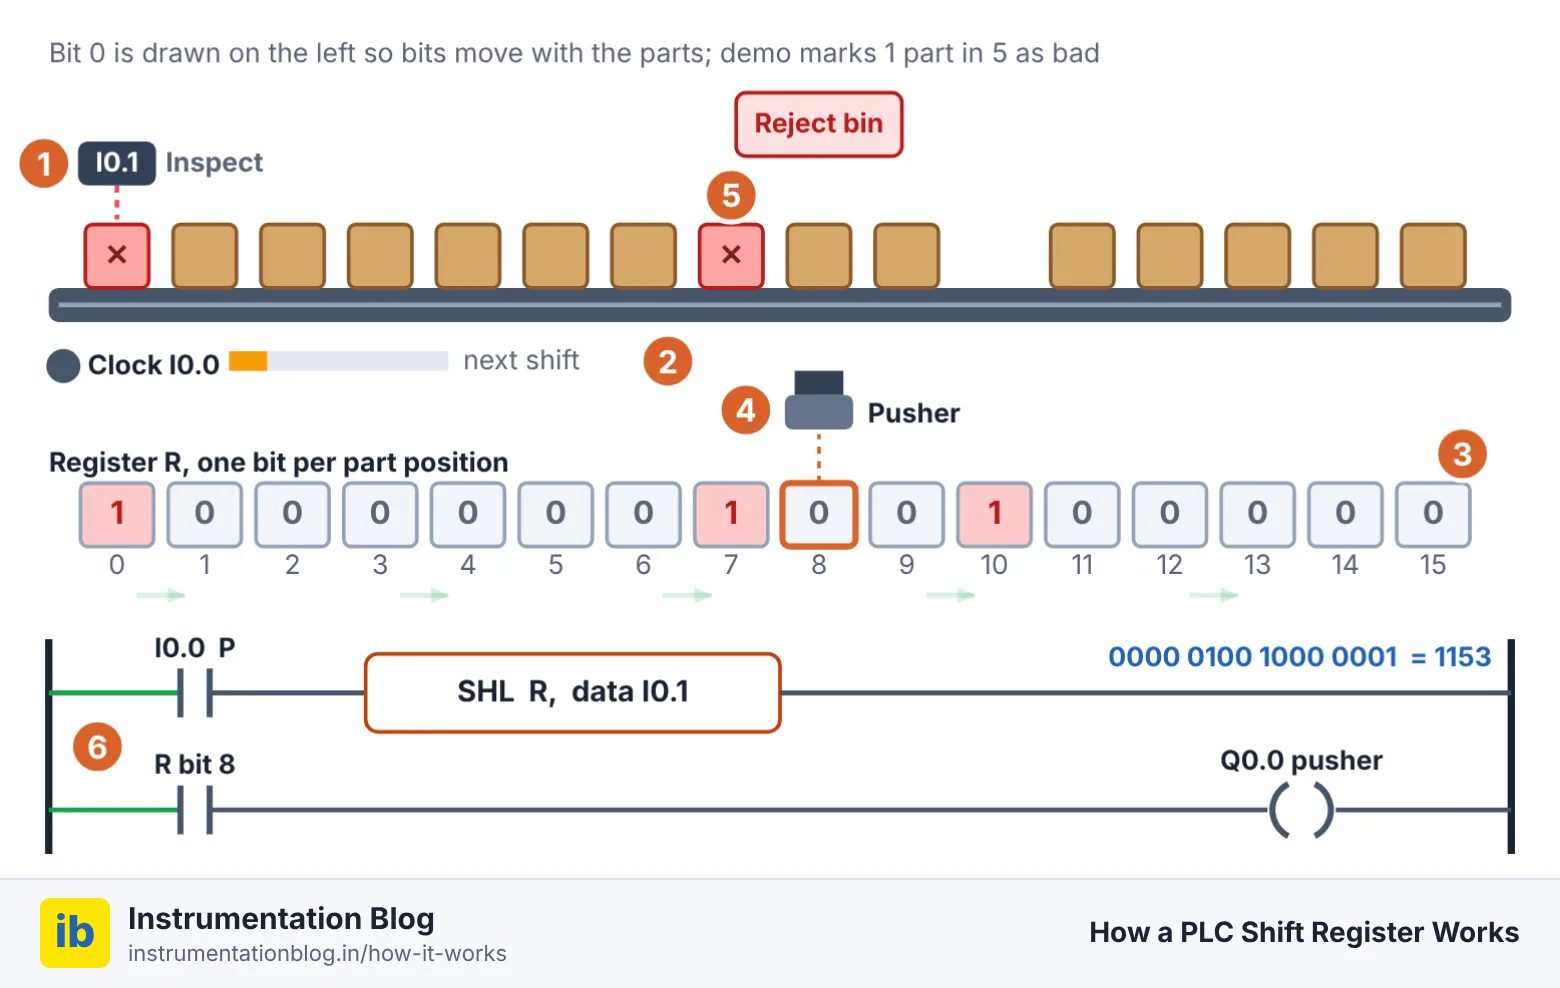 Bit 0 is drawn on the left so bits move with the parts; demo marks 1 part in 5 as bad
Reject bin
1 I0.1 Inspect
5
× ×
Clock I0.0 next shift 2
4 Pusher
3
Register R, one bit per part position
1 0 0 0 0 0 0 1 0 0 1 0 0 0 0 0
0 1 2 3 4 5 6 7 8 9 10 11 12 13 14 15
I0.0 P
SHL R, data I0.1
0000 0100 1000 0001 = 1153
6
R bit 8
Q0.0 pusher
ib
Instrumentation Blog
instrumentationblog.in/how-it-works
How a PLC Shift Register Works